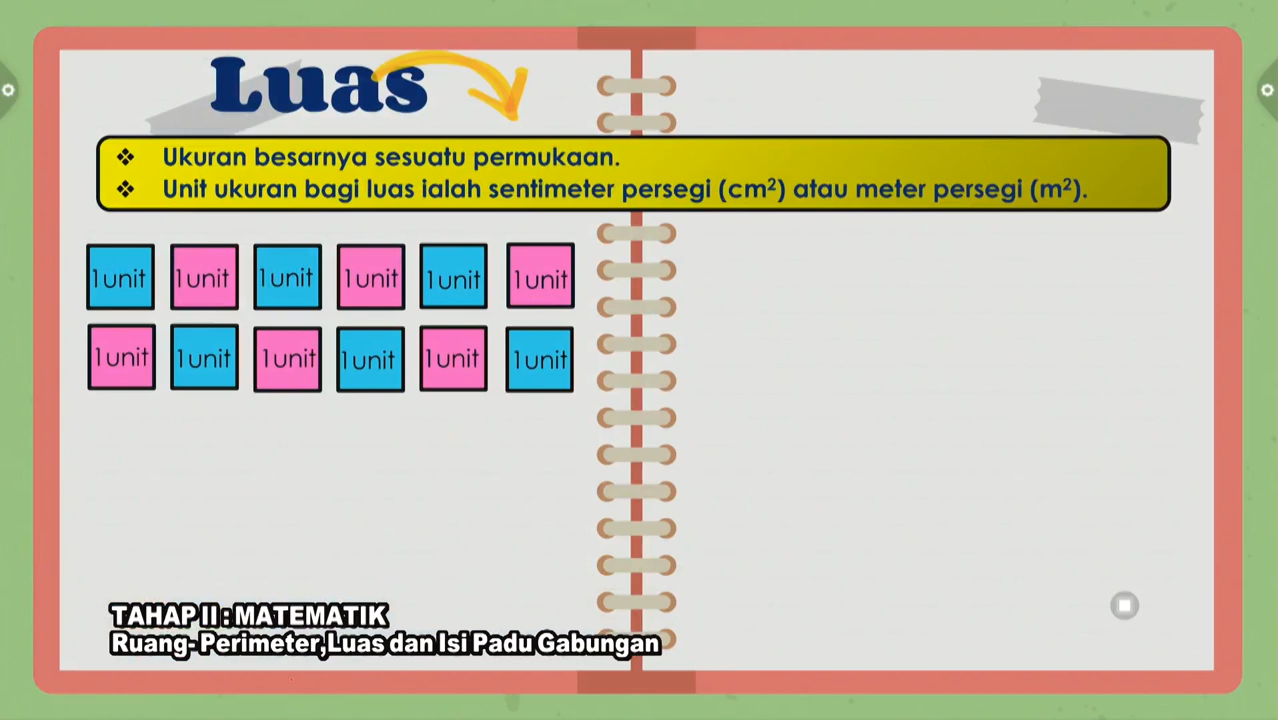 Luas
❖ Ukuran besarnya sesuatu permukaan.
❖ Unit ukuran bagi luas ialah sentimeter persegi (cm²) atau meter persegi (m²).
1 unit 1 unit 1 unit 1 unit 1 unit 1 unit
1 unit 1 unit 1 unit 1 unit 1 unit 1 unit
TAHAP II : MATEMATIK
Ruang- Perimeter,Luas dan Isi Padu Gabungan